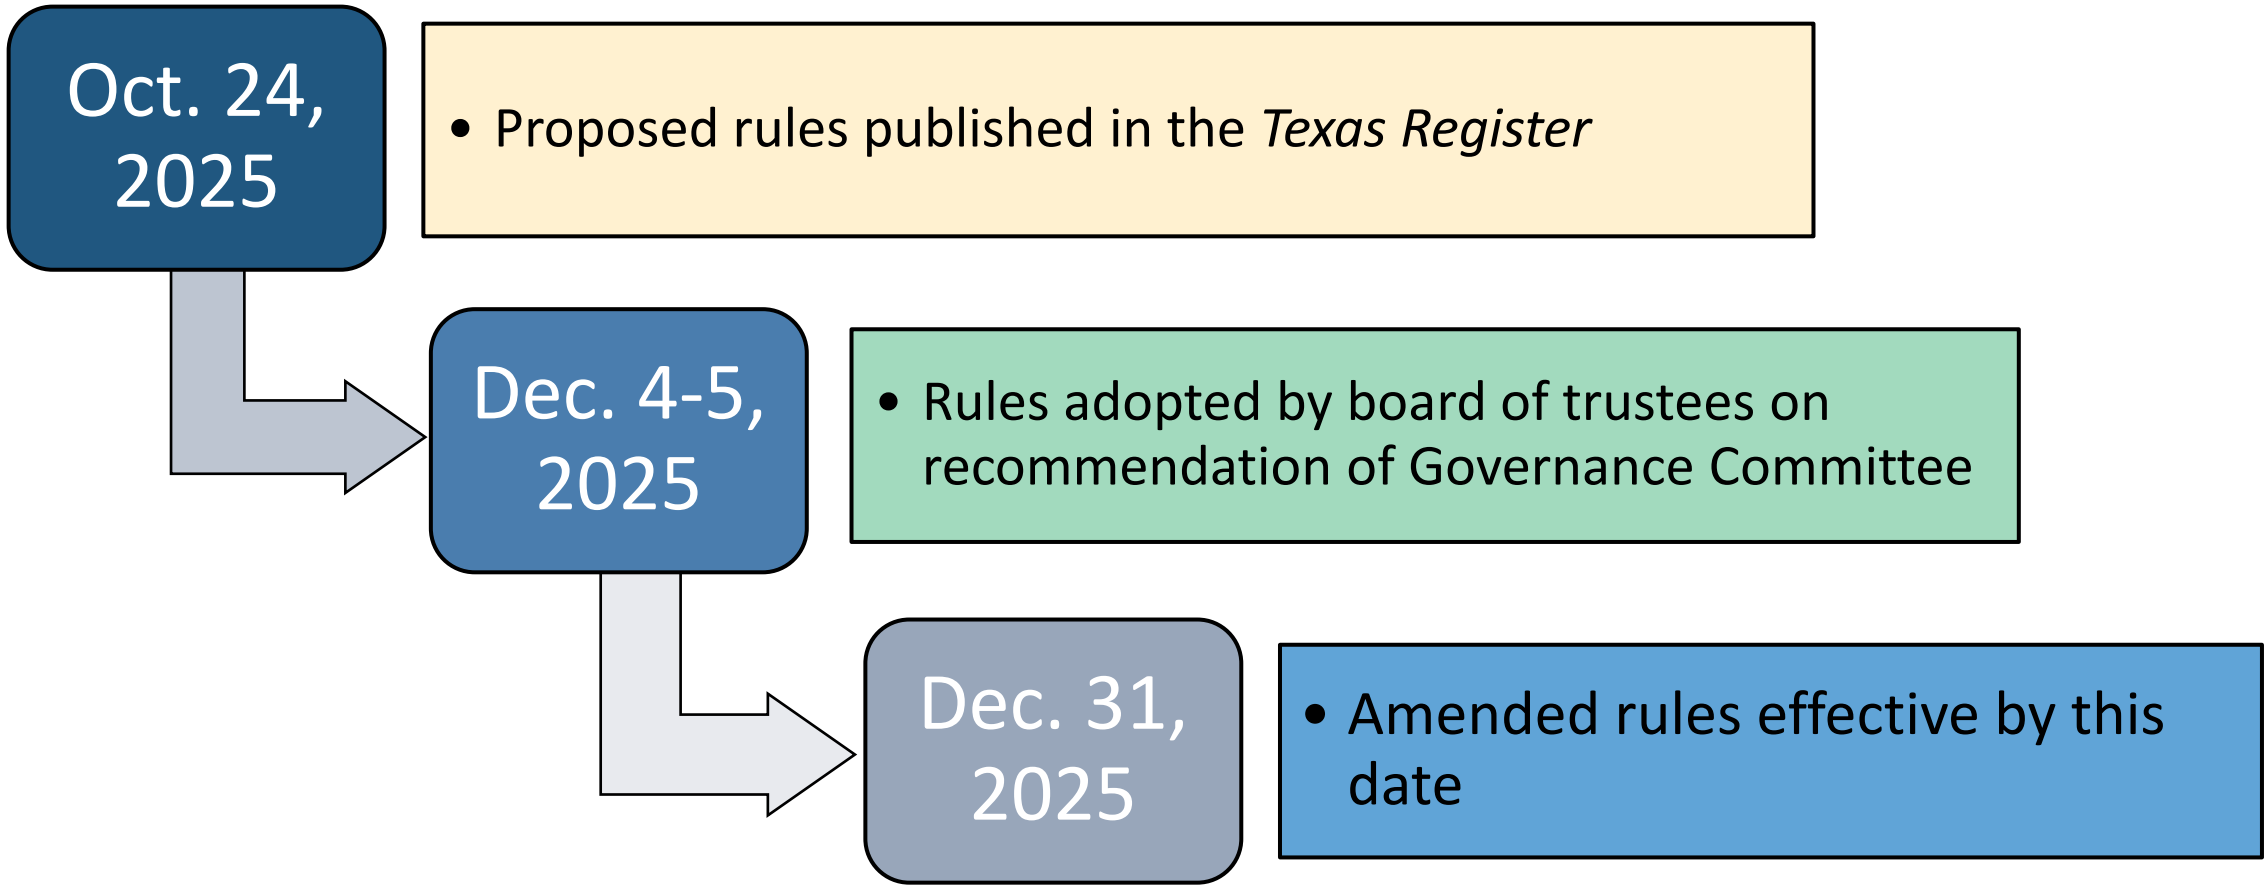 Oct. 24,
2025
• Proposed rules published in the Texas Register
Dec. 4-5,
2025
• Rules adopted by board of trustees on
recommendation of Governance Committee
Dec. 31,
2025
• Amended rules effective by this
date